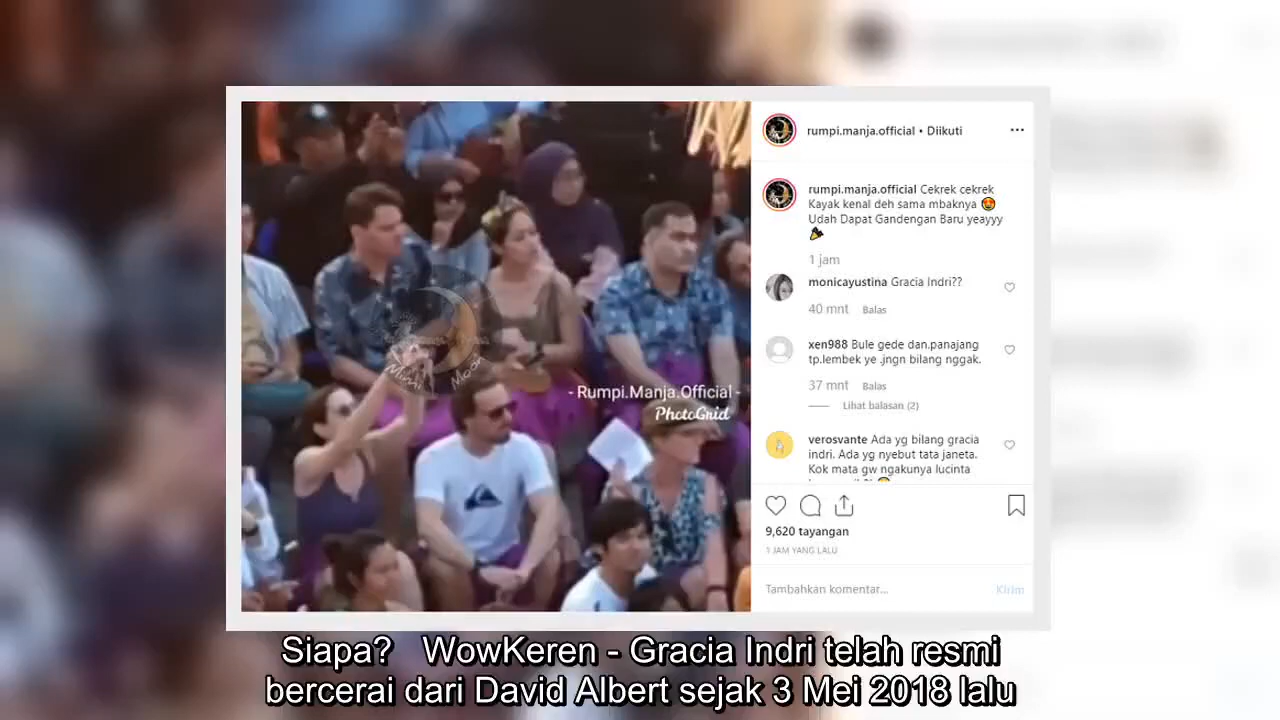 rumpi.manja.official • Diikuti
rumpi.manja.official Cekrek cekrek
Kayak kenal deh sama mbaknya
Udah Dapat Gandengan Baru yeayyy
1 jam
monicayustina Gracia Indri??
40 mnt Balas
xen988 Bule gede dan.panajang
tp.lembek ye .jngn bilang nggak.
37 mnt Balas
Lihat balasan (2)
verosvante Ada yg bilang gracia
indri. Ada yg nyebut tata janeta.
Kok mata gw ngakunya lucinta
9,620 tayangan
1 JAM YANG LALU
Tambahkan komentar...
Kirim
- Rumpi.Manja.Official -
PhotoGrid
Siapa? WowKeren - Gracia Indri telah resmi
bercerai dari David Albert sejak 3 Mei 2018 lalu